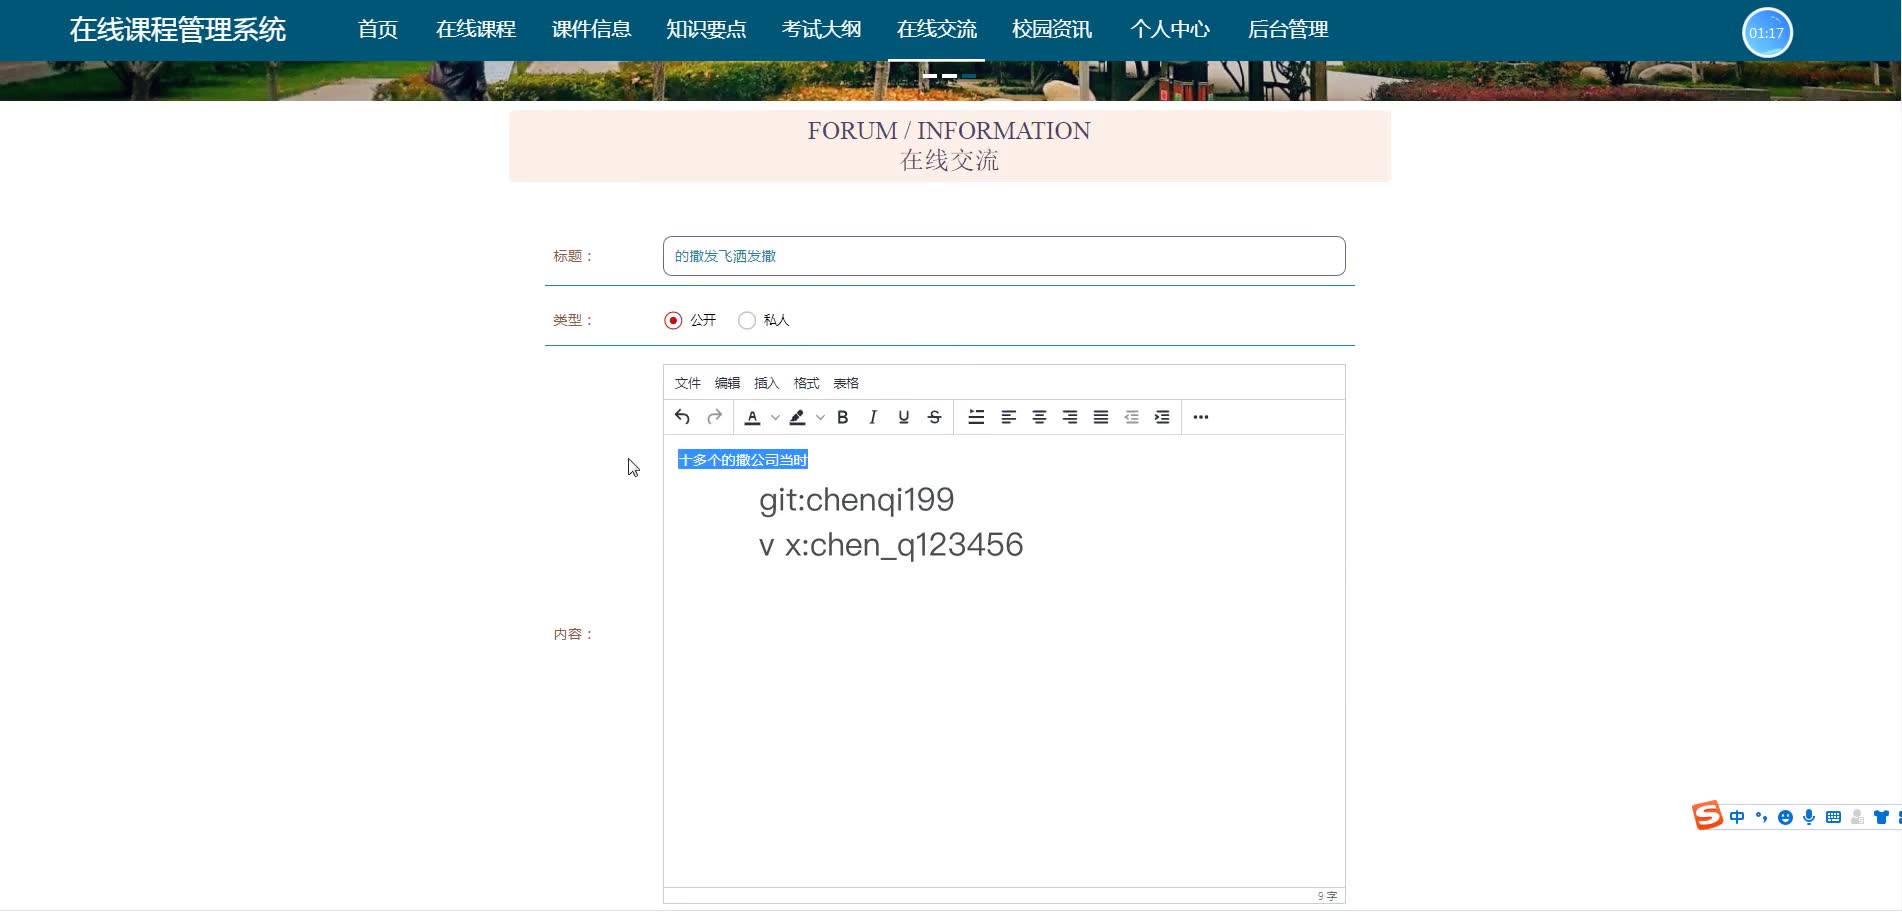 在线课程管理系统 首页 在线课程 课件信息 知识要点 考试大纲 在线交流 校园资讯 个人中心 后台管理 01:17
FORUM / INFORMATION
在线交流
标题： 的撒发飞洒发撒
类型： 公开 私人
文件 编辑 插入 格式 表格
A B I U S
十多个的撒公司当时
git:chenqi199
v x:chen_q123456
内容：
S 中
9 字